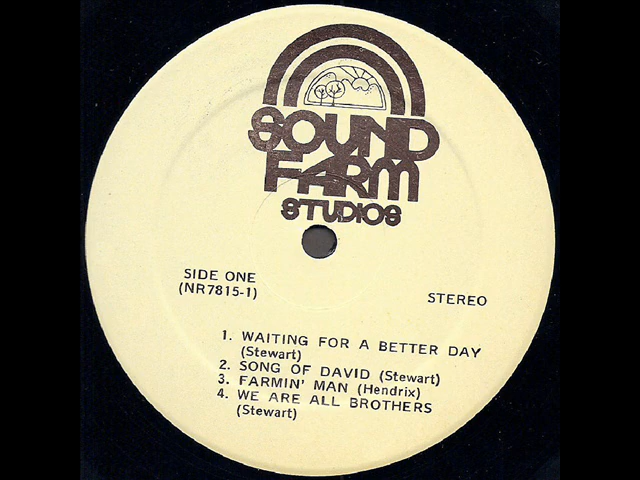 SOUND
FARM
STUDIOS
SIDE ONE
(NR7815-1)
STEREO
1. WAITING FOR A BETTER DAY
(Stewart)
2. SONG OF DAVID (Stewart)
3. FARMIN' MAN (Hendrix)
4. WE ARE ALL BROTHERS
(Stewart)